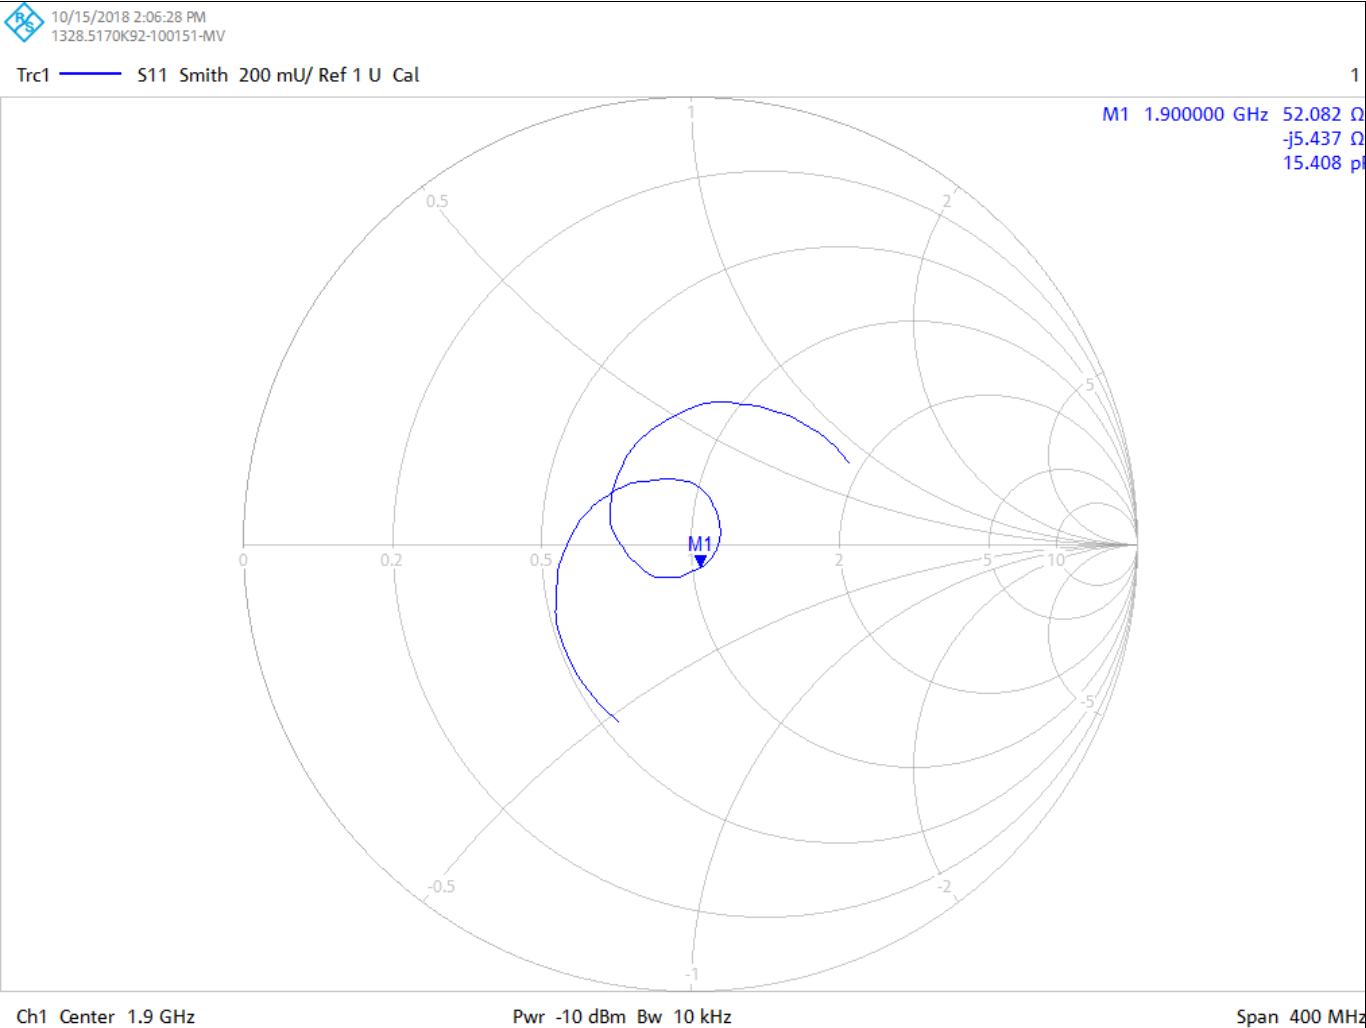 R&S
10/15/2018 2:06:28 PM
1328.5170K92-100151-MV
Trc1 S11 Smith 200 mU/ Ref 1 U Cal 1
M1 1.900000 GHz 52.082 Ω
-j5.437 Ω
15.408 p
1
0.5 2
5
M1
0 0.2 0.5 1 2 5 10
-5
-0.5 -2
-1
Ch1 Center 1.9 GHz Pwr -10 dBm Bw 10 kHz Span 400 MHz